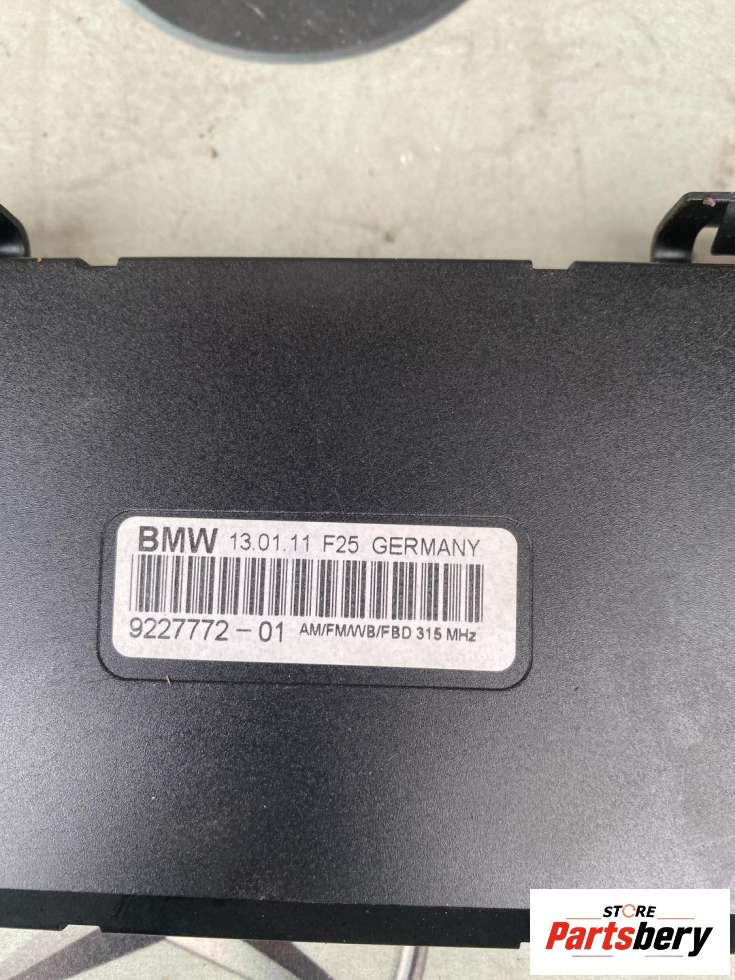 BMW 13.01.11 F25 GERMANY
9227772-01 AM/FM/WB/FBD 315 MHz
STORE
Partsbery